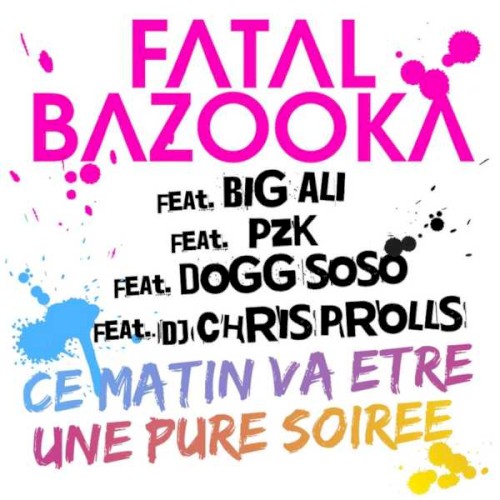 FATAL
BAZOOKA
FEAT. BIG ALI
FEAT. PZK
FEAT. DOGG SOSO
FEAT. DJ CHRIS PROLLS
CE MATIN VA ETRE
UNE PURE SOIREE